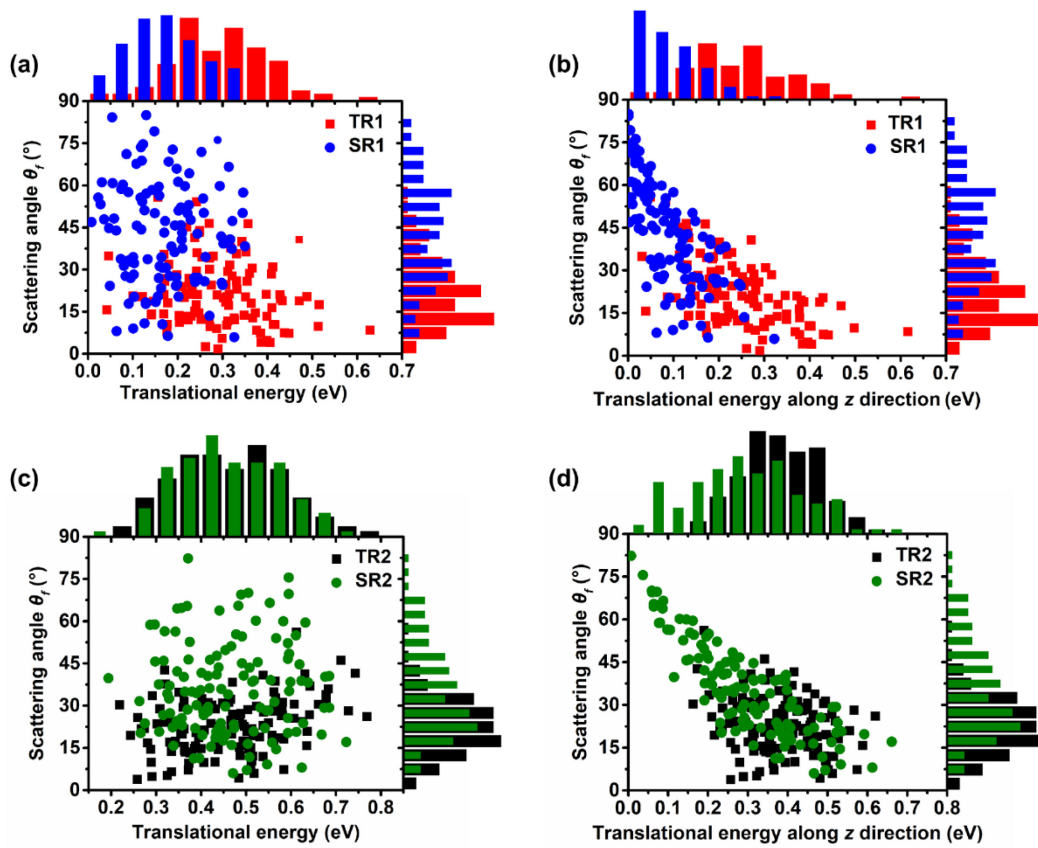 (a)
90
75
60
45
30
15
0
Scattering angle θf (°)
TR1
SR1
0.0 0.1 0.2 0.3 0.4 0.5 0.6 0.7
Translational energy (eV)
(b)
90
75
60
45
30
15
0
Scattering angle θf (°)
TR1
SR1
0.0 0.1 0.2 0.3 0.4 0.5 0.6 0.7
Translational energy along z direction (eV)
(c)
90
75
60
45
30
15
0
Scattering angle θf (°)
TR2
SR2
0.2 0.3 0.4 0.5 0.6 0.7 0.8
Translational energy (eV)
(d)
90
75
60
45
30
15
0
Scattering angle θf (°)
TR2
SR2
0.0 0.1 0.2 0.3 0.4 0.5 0.6 0.7 0.8
Translational energy along z direction (eV)